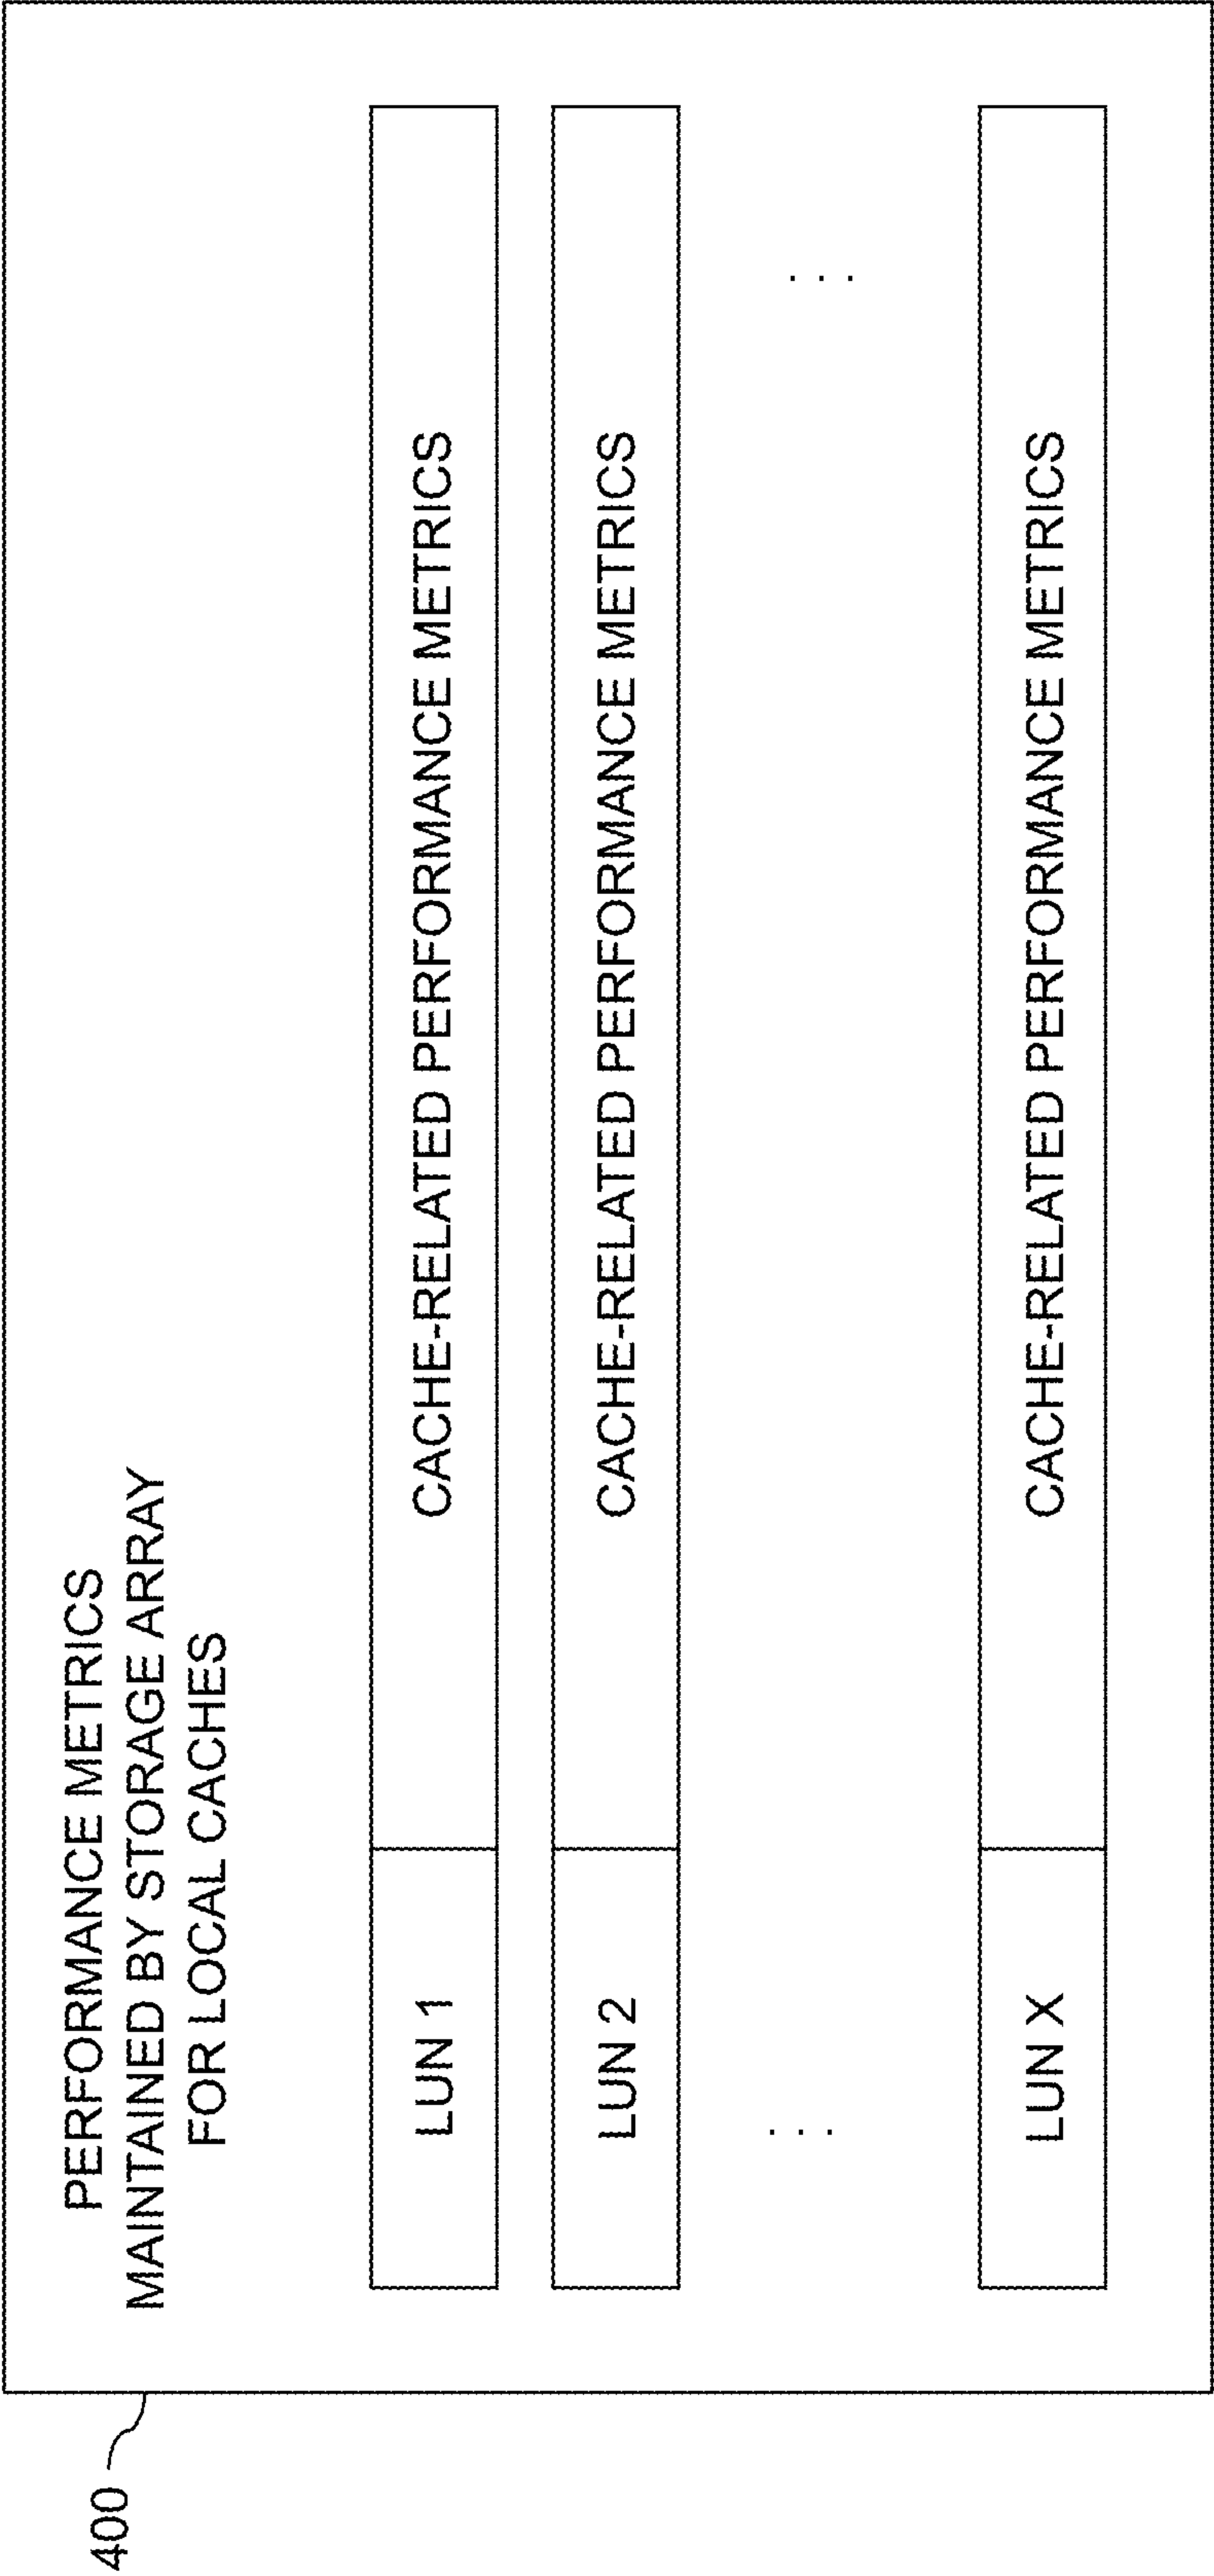 400
PERFORMANCE METRICS
MAINTAINED BY STORAGE ARRAY
FOR LOCAL CACHES
LUN 1 CACHE-RELATED PERFORMANCE METRICS
LUN 2 CACHE-RELATED PERFORMANCE METRICS
. . . . . .
LUN X CACHE-RELATED PERFORMANCE METRICS